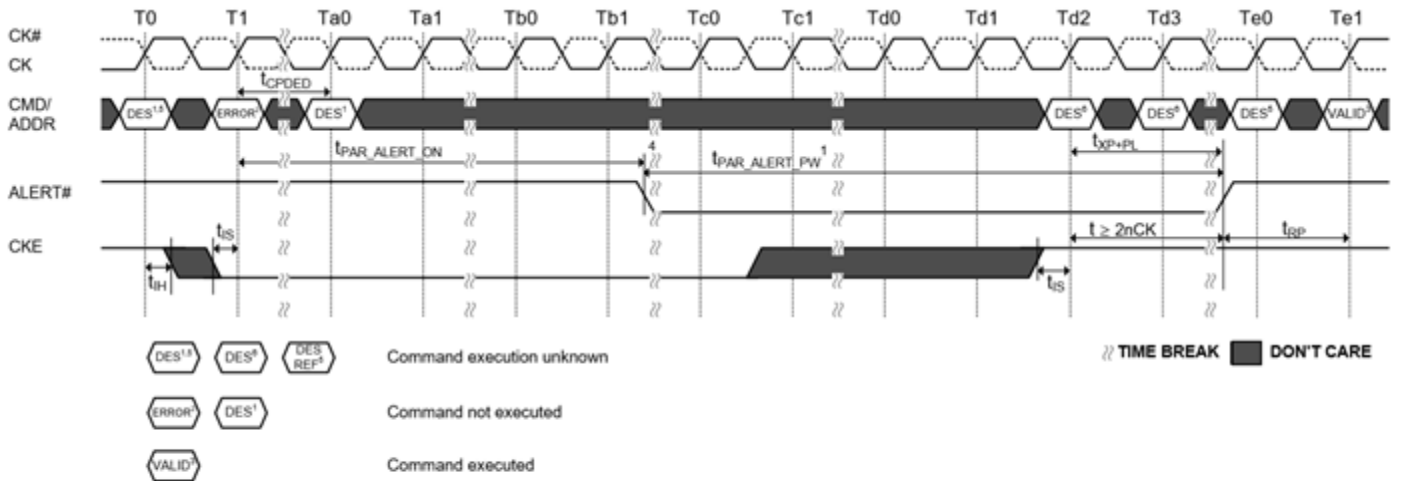 T0 T1 Ta0 Ta1 Tb0 Tb1 Tc0 Tc1 Td0 Td1 Td2 Td3 Te0 Te1
CK#
CK
tCPDED
CMD/
ADDR
DES1,5 ERROR2 DES1 DES6 DES6 DES5 VALID3
tPAR_ALERT_ON 4 tPAR_ALERT_PW1 tXP+PL
ALERT#
tIS t ≥ 2nCK tRP
CKE
tIH tIS
DES1,5 DES6 DES REF5 Command execution unknown
TIME BREAK DON'T CARE
ERROR2 DES1 Command not executed
VALID3 Command executed